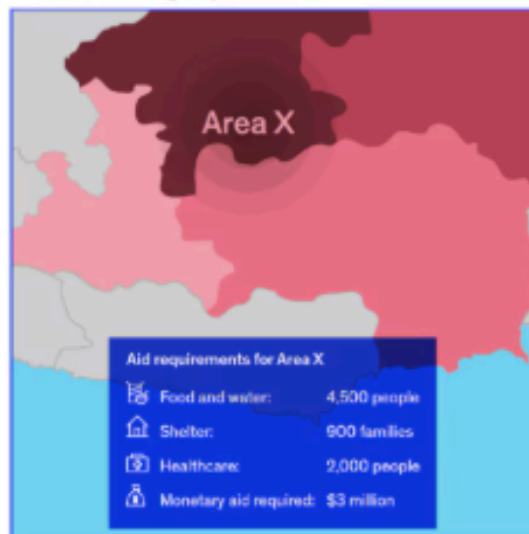 Area X
Aid requirements for Area X
Food and water: 4,500 people
Shelter: 900 families
Healthcare: 2,000 people
Monetary aid required: $3 million